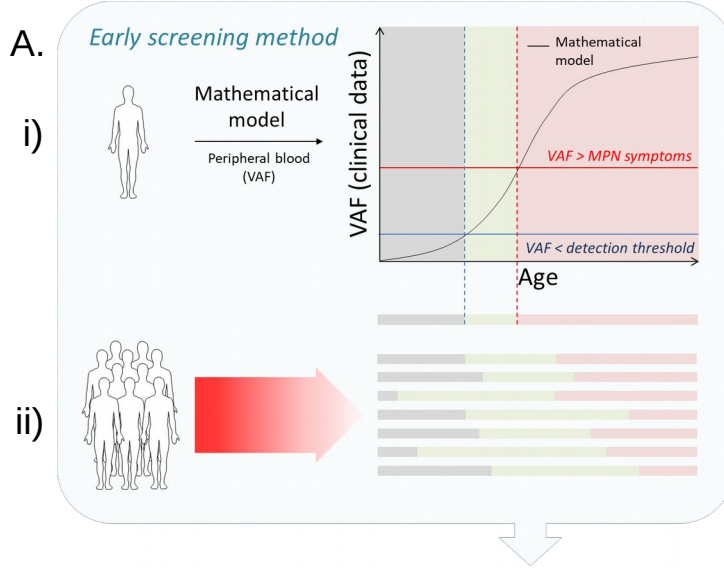 A.
Early screening method
i)
Mathematical
model
Peripheral blood
(VAF)
VAF (clinical data)
Mathematical
model
VAF > MPN symptoms
VAF < detection threshold
Age
ii)